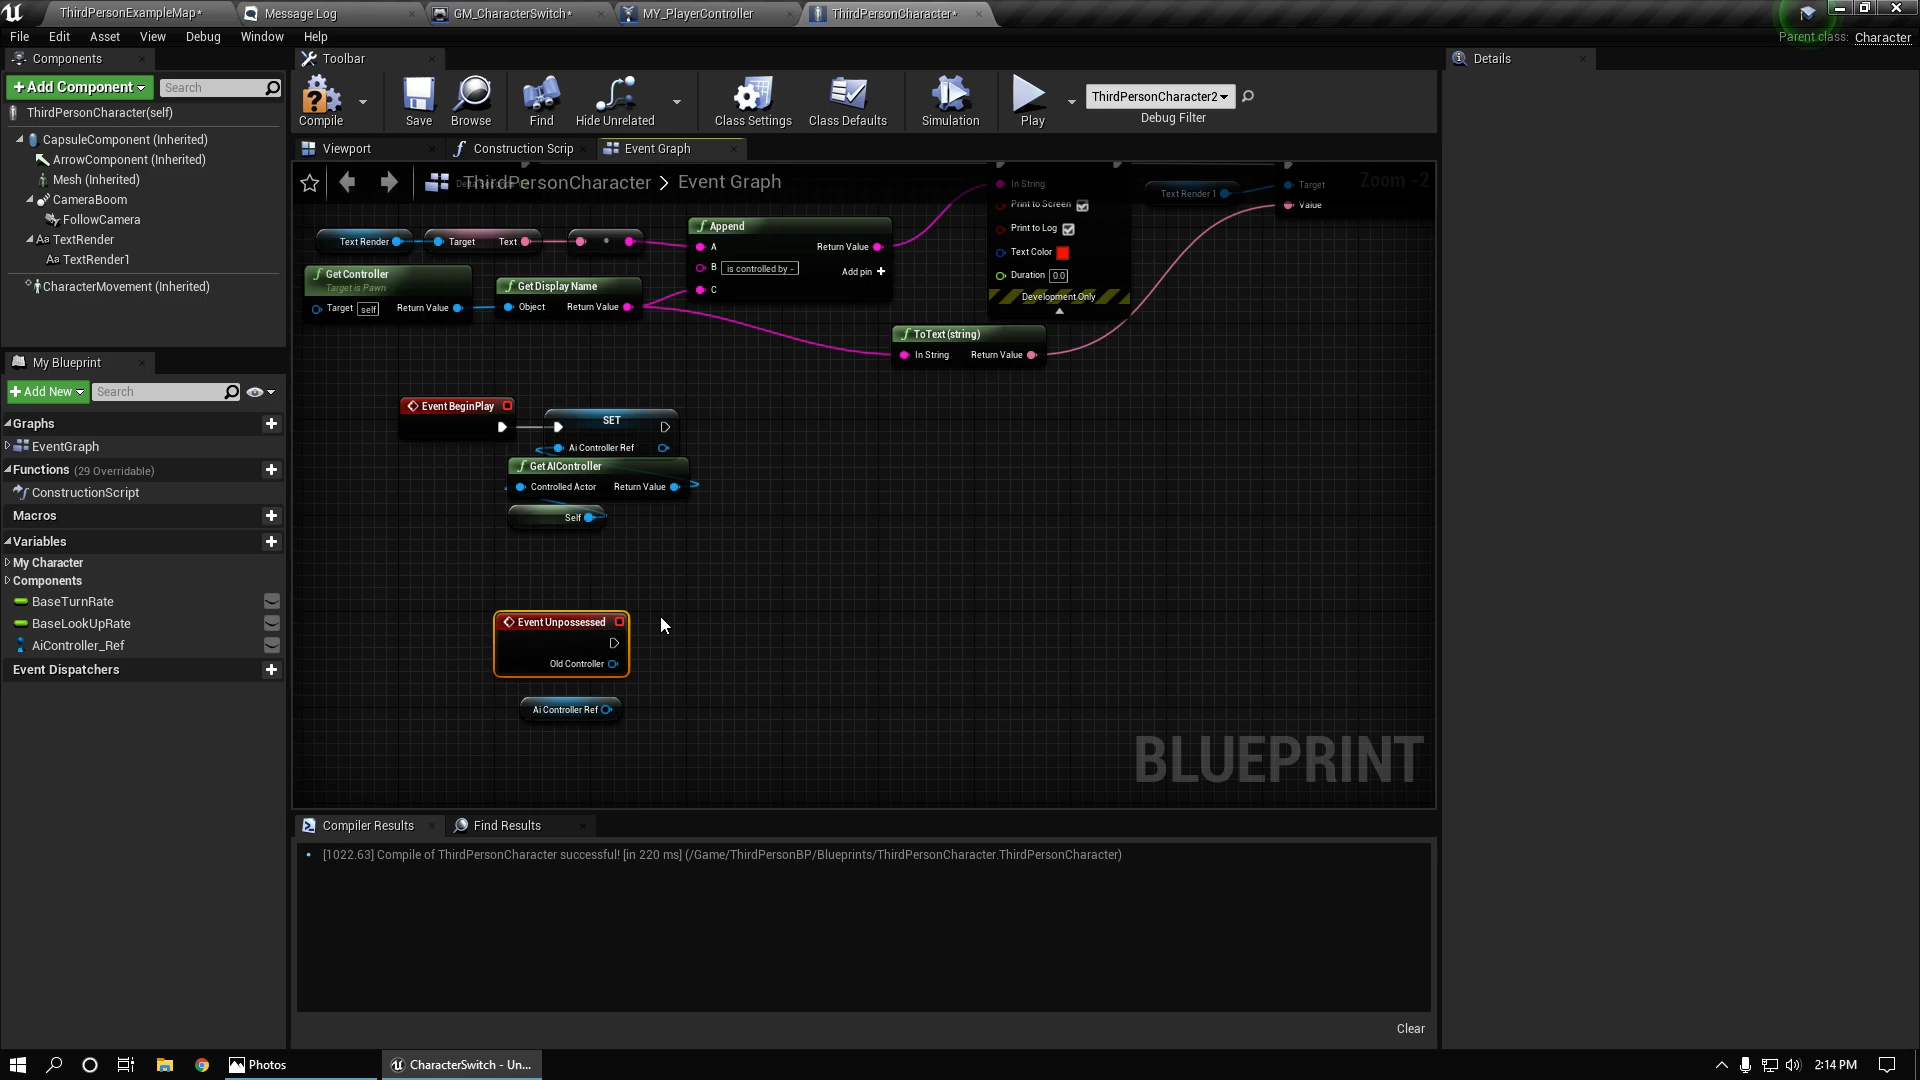 ThirdPersonExampleMap*
Message Log
GM_CharacterSwitch*
MY_PlayerController
ThirdPersonCharacter*
File Edit Asset View Debug Window Help
Parent class: Character
Components
Toolbar
Details
+Add Component
Search
ThirdPersonCharacter(self)
CapsuleComponent (Inherited)
ArrowComponent (Inherited)
Mesh (Inherited)
CameraBoom
FollowCamera
TextRender
TextRender1
CharacterMovement (Inherited)
Compile
Save
Browse
Find
Hide Unrelated
Class Settings
Class Defaults
Simulation
Play
ThirdPersonCharacter2
Debug Filter
Viewport
Construction Scrip
Event Graph
ThirdPersonCharacter > Event Graph
Zoom -2
In String
Print to Screen
Print to Log
Text Color
Duration 0.0
Development Only
Text Render 1
Target
Value
Text Render
Target Text
Append
A Return Value
B is controlled by -
Add pin +
C
Get Controller
Target is Pawn
Target self Return Value
Get Display Name
Object Return Value
ToText (string)
In String Return Value
Event BeginPlay
SET
Ai Controller Ref
Get AIController
Controlled Actor Return Value
Self
Event Unpossessed
Old Controller
Ai Controller Ref
BLUEPRINT
My Blueprint
+Add New
Search
Graphs
EventGraph
Functions (29 Overridable)
ConstructionScript
Macros
Variables
My Character
Components
BaseTurnRate
BaseLookUpRate
AiController_Ref
Event Dispatchers
Compiler Results
Find Results
[1022.63] Compile of ThirdPersonCharacter successful! [in 220 ms] (/Game/ThirdPersonBP/Blueprints/ThirdPersonCharacter.ThirdPersonCharacter)
Clear
Photos
CharacterSwitch - Un...
2:14 PM